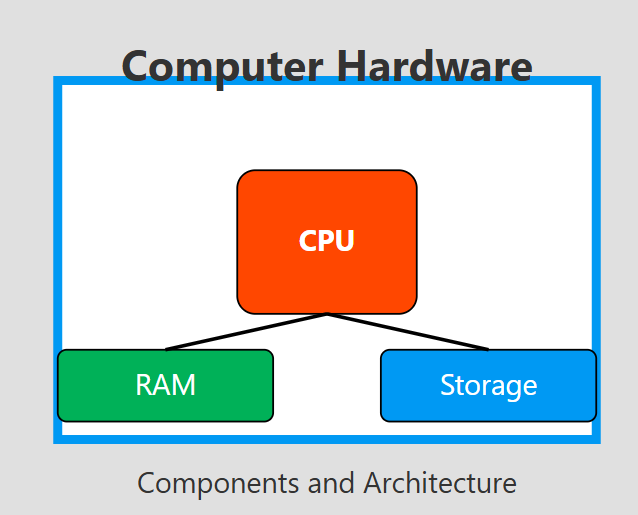 Computer Hardware
CPU
RAM
Storage
Components and Architecture